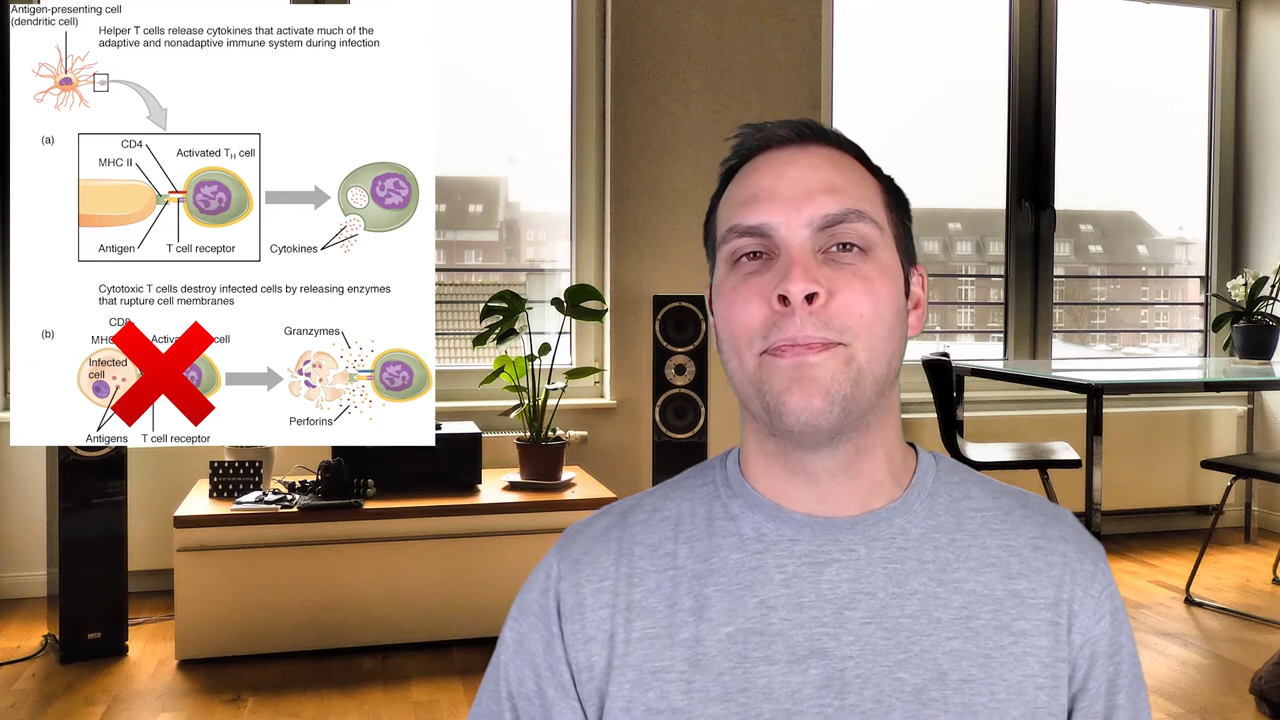 Antigen-presenting cell
(dendritic cell)
Helper T cells release cytokines that activate much of the
adaptive and nonadaptive immune system during infection
(a)
CD4
MHC II
Activated TH cell
Antigen
T cell receptor
Cytokines
Cytotoxic T cells destroy infected cells by releasing enzymes
that rupture cell membranes
(b)
cell
Granzymes
Infected
cell
Perforins
Antigens
T cell receptor